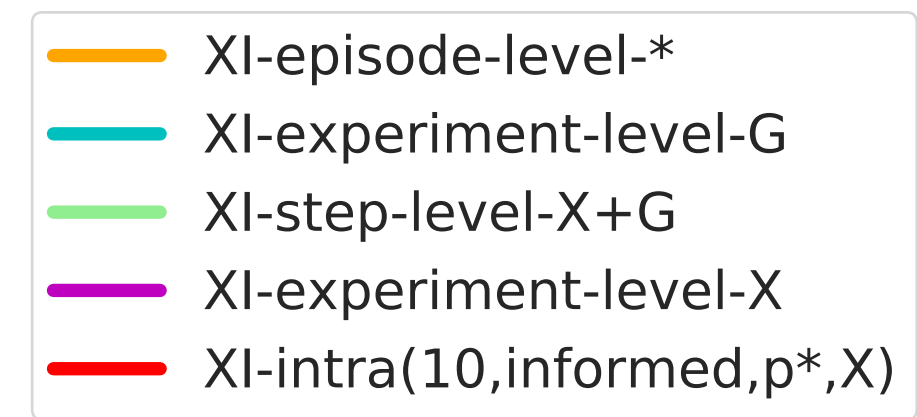 XI-episode-level-*
XI-experiment-level-G
XI-step-level-X+G
XI-experiment-level-X
XI-intra(10,informed,p*,X)